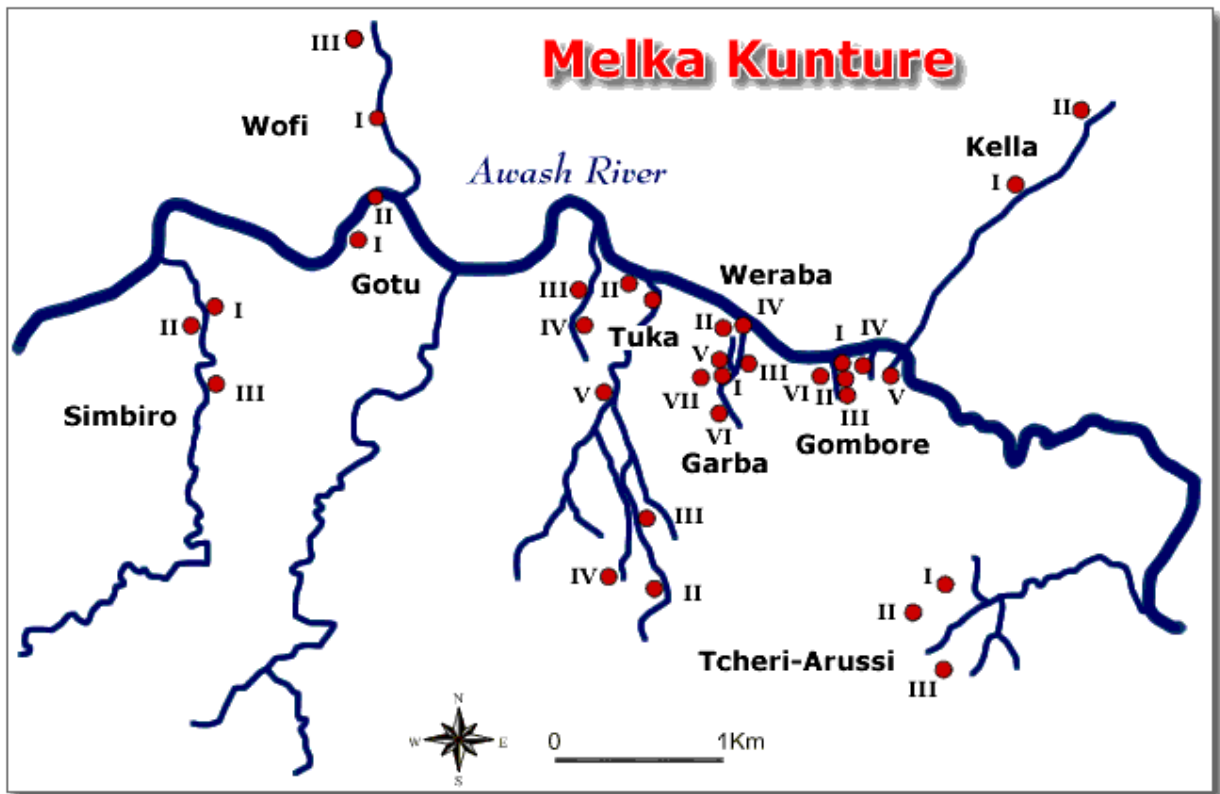 Melka Kunture
III
Wofi
I
II
Kella
I
Awash River
II
I
Gotu
Weraba
III
II
IV
I
II
IV
Tuka
II
I
IV
V
III
III
V
VII
I
VI
II
V
Simbiro
III
VI
Garba
Gombore
III
IV
II
I
II
Tcheri-Arussi
III
N
W
E
S
0
1Km